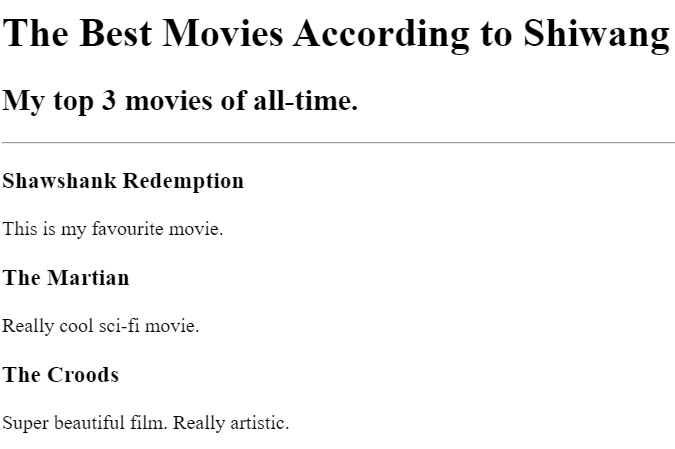 The Best Movies According to Shiwang
My top 3 movies of all-time.
Shawshank Redemption
This is my favourite movie.
The Martian
Really cool sci-fi movie.
The Croods
Super beautiful film. Really artistic.